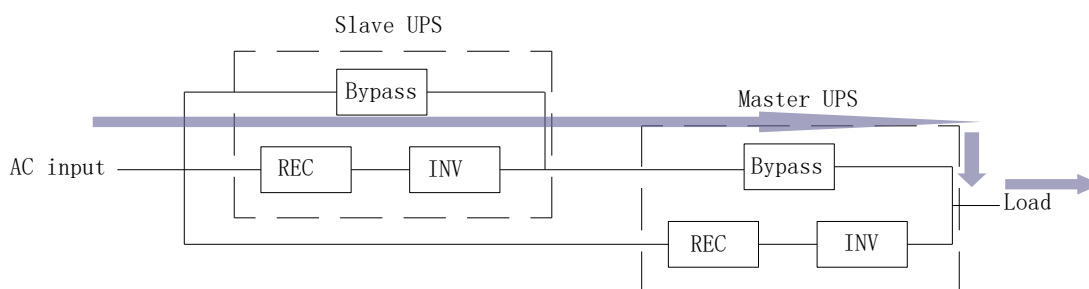 Slave UPS
Bypass
Master UPS
AC input
REC
INV
Bypass
Load
REC
INV